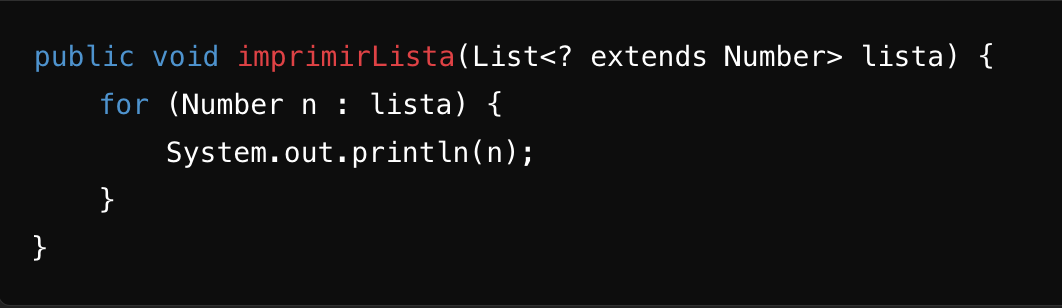 public void imprimirLista(List<? extends Number> lista) {
    for (Number n : lista) {
        System.out.println(n);
    }
}